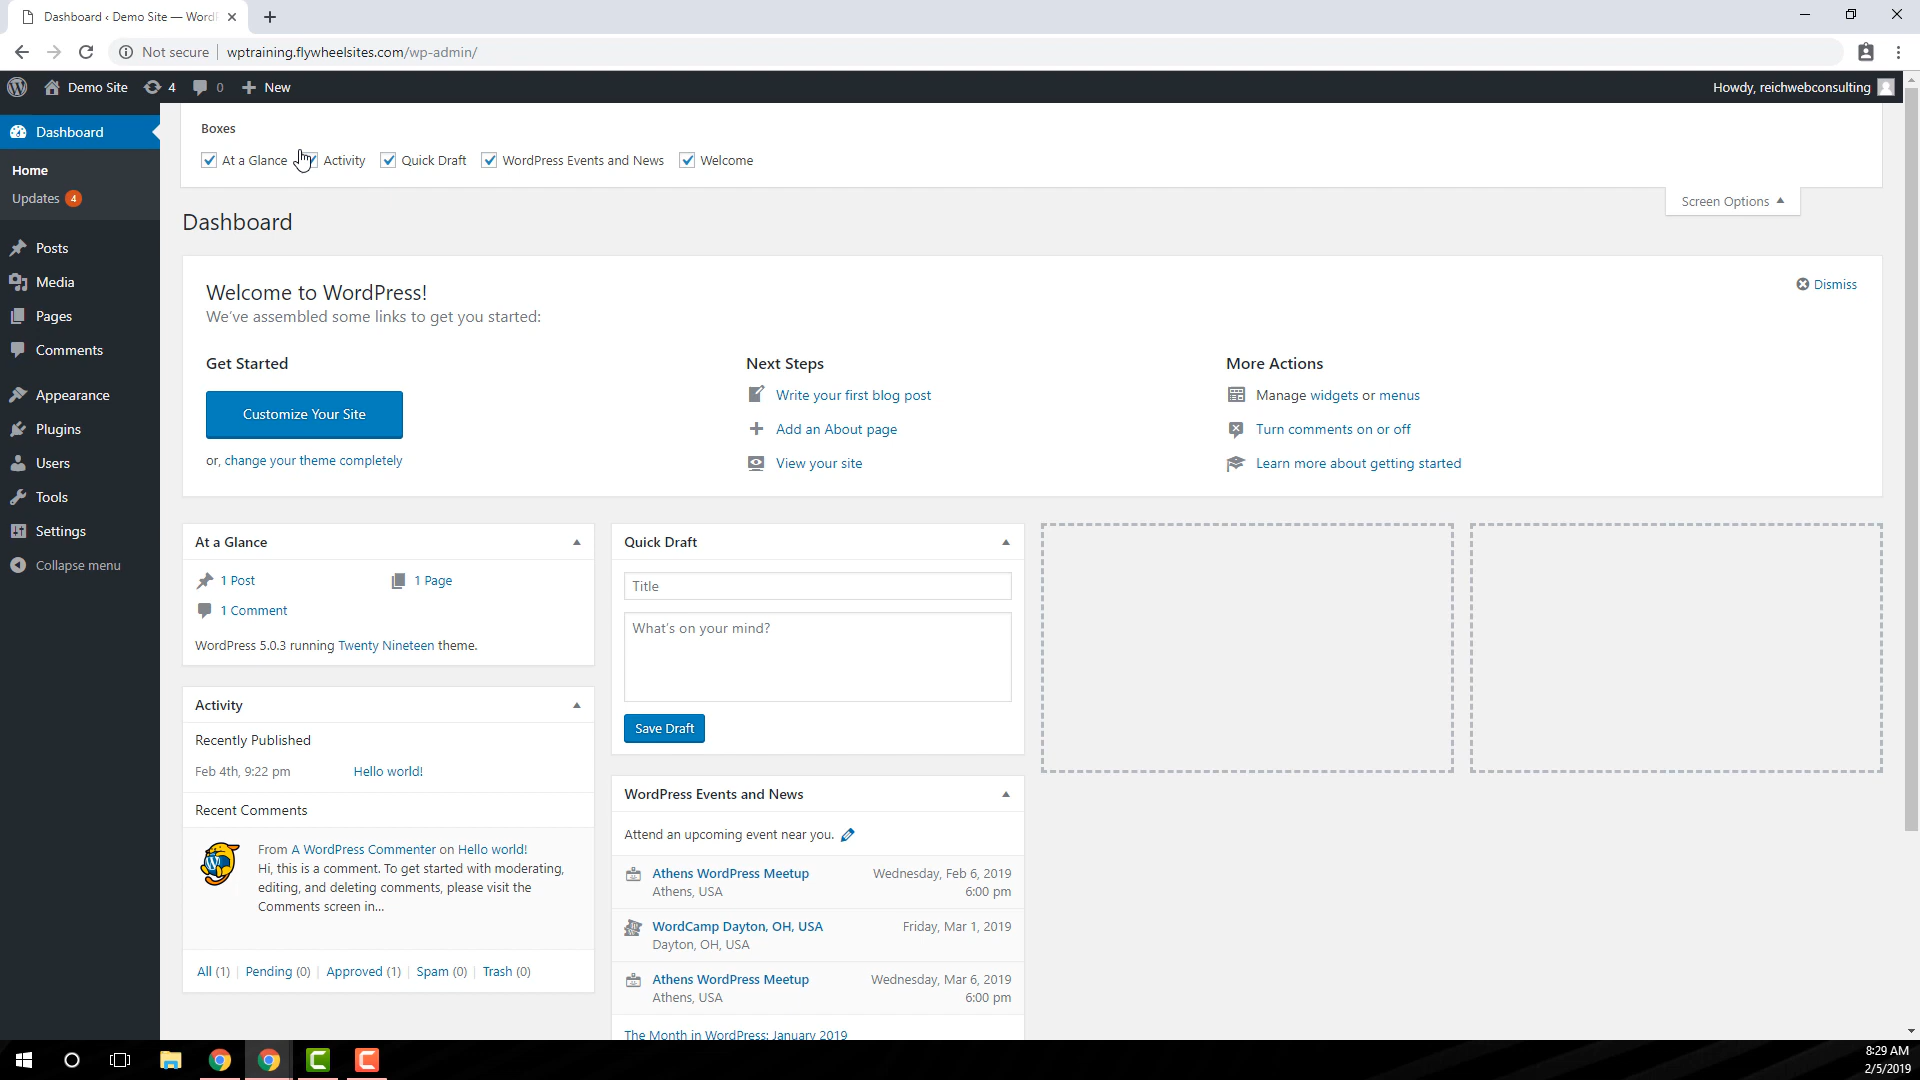 Dashboard ‹ Demo Site — Word
Not secure
wptraining.flywheelsites.com/wp-admin/
Demo Site
4
0
New
Howdy, reichwebconsulting
Dashboard
Home
Updates 4
Posts
Media
Pages
Comments
Appearance
Plugins
Users
Tools
Settings
Collapse menu
Boxes
At a Glance Activity Quick Draft WordPress Events and News Welcome
Screen Options
Dashboard
Welcome to WordPress!
Dismiss
We've assembled some links to get you started:
Get Started
Customize Your Site
or, change your theme completely
Next Steps
Write your first blog post
Add an About page
View your site
More Actions
Manage widgets or menus
Turn comments on or off
Learn more about getting started
At a Glance
1 Post 1 Page
1 Comment
WordPress 5.0.3 running Twenty Nineteen theme.
Activity
Recently Published
Feb 4th, 9:22 pm Hello world!
Recent Comments
From A WordPress Commenter on Hello world!
Hi, this is a comment. To get started with moderating,
editing, and deleting comments, please visit the
Comments screen in...
All (1) | Pending (0) | Approved (1) | Spam (0) | Trash (0)
Quick Draft
Title
What's on your mind?
Save Draft
WordPress Events and News
Attend an upcoming event near you.
Athens WordPress Meetup Wednesday, Feb 6, 2019
Athens, USA 6:00 pm
WordCamp Dayton, OH, USA Friday, Mar 1, 2019
Dayton, OH, USA
Athens WordPress Meetup Wednesday, Mar 6, 2019
Athens, USA 6:00 pm
The Month in WordPress: January 2019
8:29 AM
2/5/2019